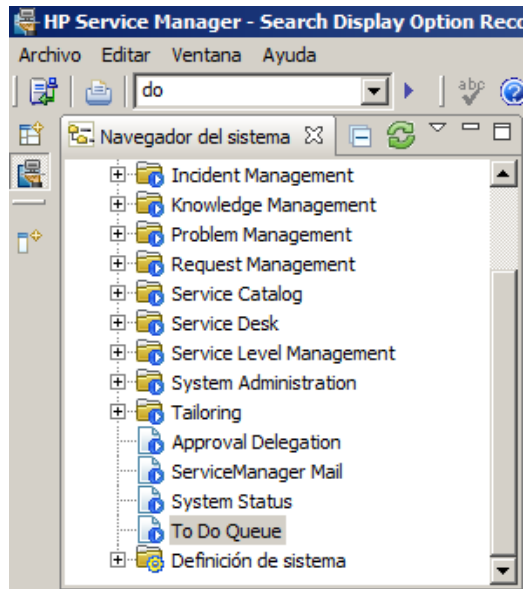 HP Service Manager - Search Display Option Reco
Archivo Editar Ventana Ayuda
do
abc
Navegador del sistema
Incident Management
Knowledge Management
Problem Management
Request Management
Service Catalog
Service Desk
Service Level Management
System Administration
Tailoring
Approval Delegation
ServiceManager Mail
System Status
To Do Queue
Definición de sistema